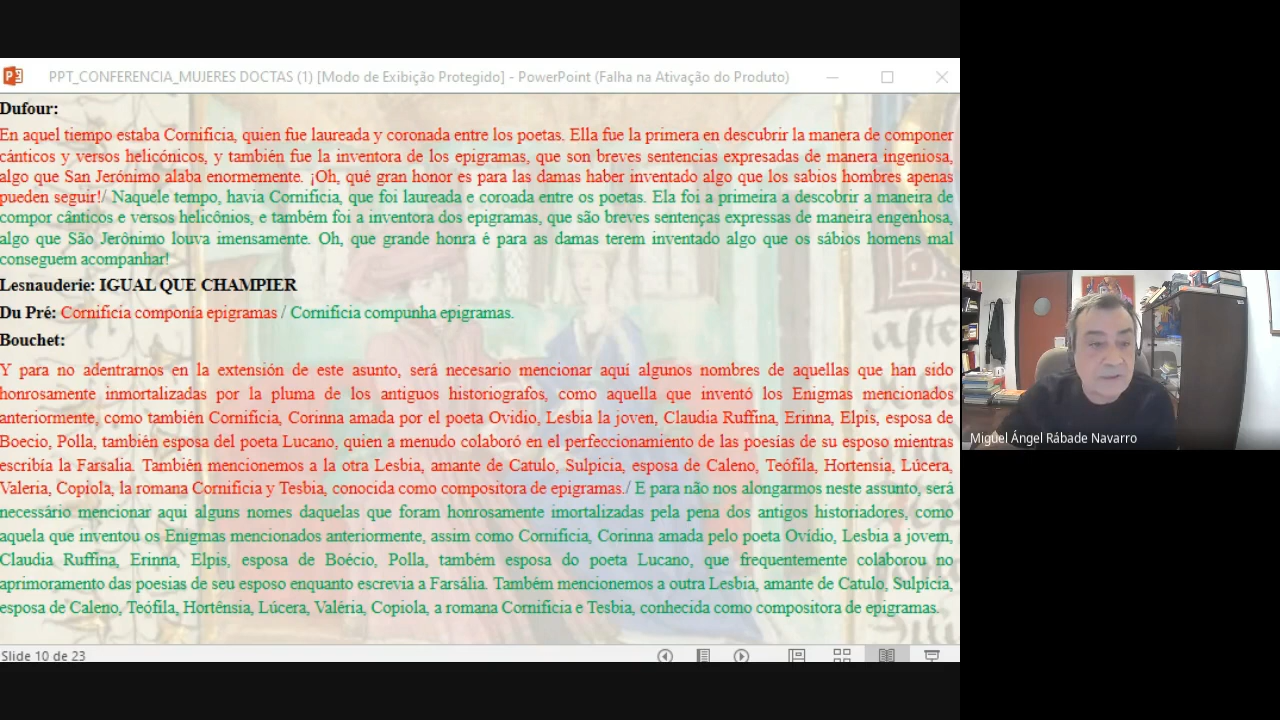 PPT_CONFERENCIA_MUJERES DOCTAS (1) [Modo de Exibição Protegido] - PowerPoint (Falha na Ativação do Produto)
Dufour:
En aquel tiempo estaba Cornificia, quien fue laureada y coronada entre los poetas. Ella fue la primera en descubrir la manera de componer
cánticos y versos helicónicos, y también fue la inventora de los epigramas, que son breves sentencias expresadas de manera ingeniosa,
algo que San Jerónimo alaba enormemente. ¡Oh, qué gran honor es para las damas haber inventado algo que los sabios hombres apenas
pueden seguir!/ Naquele tempo, havia Cornifícia, que foi laureada e coroada entre os poetas. Ela foi a primeira a descobrir a maneira de
compor cânticos e versos helicônios, e também foi a inventora dos epigramas, que são breves sentenças expressas de maneira engenhosa,
algo que São Jerônimo louva imensamente. Oh, que grande honra é para as damas terem inventado algo que os sábios homens mal
conseguem acompanhar!
Lesnauderie: IGUAL QUE CHAMPIER
Du Pré: Cornificia componía epigramas / Cornificia compunha epigramas.
Bouchet:
Y para no adentrarnos en la extensión de este asunto, será necesario mencionar aquí algunos nombres de aquellas que han sido
honrosamente inmortalizadas por la pluma de los antiguos historiografos, como aquella que inventó los Enigmas mencionados
anteriormente, como también Cornificia, Corinna amada por el poeta Ovidio, Lesbia la joven, Claudia Ruffina, Erinna, Elpis, esposa de
Boecio, Polla, también esposa del poeta Lucano, quien a menudo colaboró en el perfeccionamiento de las poesías de su esposo mientras
escribía la Farsalia. También mencionemos a la otra Lesbia, amante de Catulo, Sulpicia, esposa de Caleno, Teófila, Hortensia, Lúcera,
Valeria, Copiola, la romana Cornificia y Tesbia, conocida como compositora de epigramas./ E para não nos alongarmos neste assunto, será
necessário mencionar aqui alguns nomes daquelas que foram honrosamente imortalizadas pela pena dos antigos historiadores, como
aquela que inventou os Enigmas mencionados anteriormente, assim como Cornificia, Corinna amada pelo poeta Ovídio, Lesbia a jovem,
Claudia Ruffina, Erinna, Elpis, esposa de Boécio, Polla, também esposa do poeta Lucano, que frequentemente colaborou no
aprimoramento das poesias de seu esposo enquanto escrevia a Farsália. Também mencionemos a outra Lesbia, amante de Catulo, Sulpícia,
esposa de Caleno, Teófila, Hortênsia, Lúcera, Valéria, Copiola, a romana Cornificia e Tesbia, conhecida como compositora de epigramas.
Slide 10 de 23
Miguel Ángel Rábade Navarro